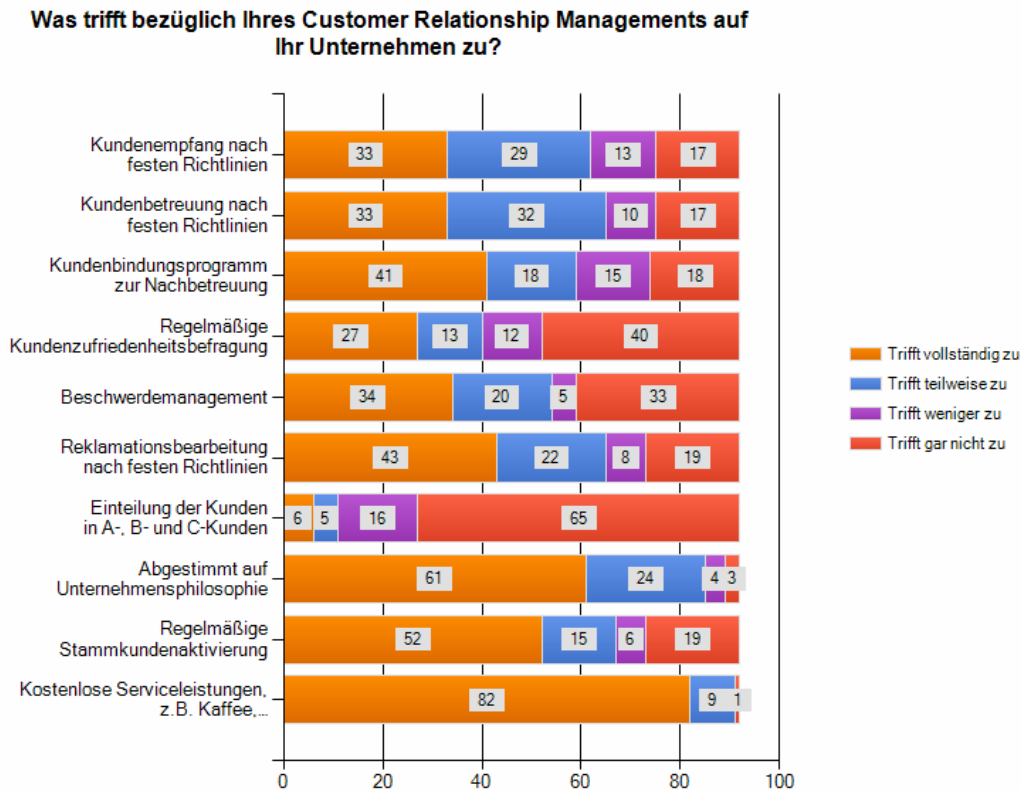 Was trifft bezüglich Ihres Customer Relationship Managements auf
Ihr Unternehmen zu?
Kundenempfang nach
festen Richtlinien
33 29 13 17
Kundenbetreuung nach
festen Richtlinien
33 32 10 17
Kundenbindungsprogramm
zur Nachbetreuung
41 18 15 18
Regelmäßige
Kundenzufriedenheitsbefragung
27 13 12 40
Beschwerdemanagement
34 20 5 33
Reklamationsbearbeitung
nach festen Richtlinien
43 22 8 19
Einteilung der Kunden
in A-, B- und C-Kunden
6 5 16 65
Abgestimmt auf
Unternehmensphilosophie
61 24 4 3
Regelmäßige
Stammkundenaktivierung
52 15 6 19
Kostenlose Serviceleistungen,
z.B. Kaffee,...
82 9 1
0 20 40 60 80 100
Trifft vollständig zu
Trifft teilweise zu
Trifft weniger zu
Trifft gar nicht zu